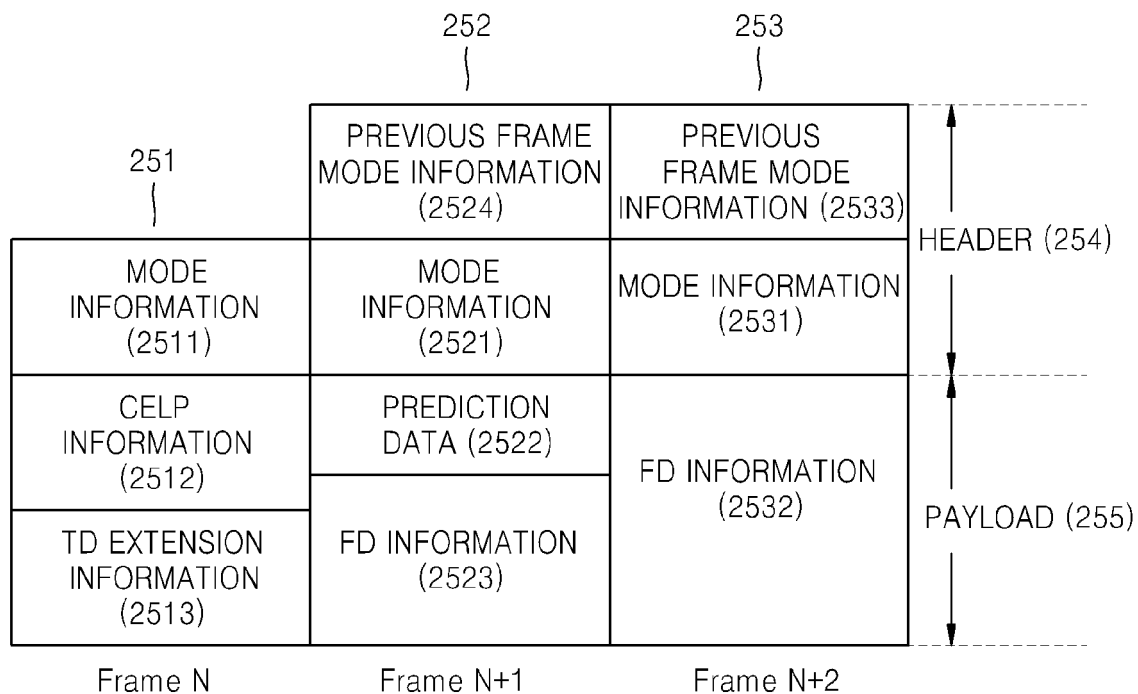 252
253
251
PREVIOUS FRAME
MODE INFORMATION
(2524)
PREVIOUS
FRAME MODE
INFORMATION (2533)
HEADER (254)
MODE
INFORMATION
(2511)
MODE
INFORMATION
(2521)
MODE INFORMATION
(2531)
CELP
INFORMATION
(2512)
PREDICTION
DATA (2522)
FD INFORMATION
(2532)
PAYLOAD (255)
TD EXTENSION
INFORMATION
(2513)
FD INFORMATION
(2523)
Frame N
Frame N+1
Frame N+2